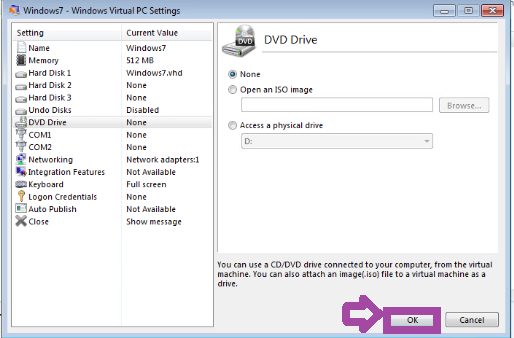 Windows7 - Windows Virtual PC Settings
Setting Current Value
Name Windows7
Memory 512 MB
Hard Disk 1 Windows7.vhd
Hard Disk 2 None
Hard Disk 3 None
Undo Disks Disabled
DVD Drive None
COM1 None
COM2 None
Networking Network adapters:1
Integration Features Not Available
Keyboard Full screen
Logon Credentials None
Auto Publish Not Available
Close Show message
DVD
DVD Drive
None
Open an ISO image
Browse...
Access a physical drive
D:
You can use a CD/DVD drive connected to your computer, from the virtual
machine. You can also attach an image(.iso) file to a virtual machine as a
drive.
OK Cancel